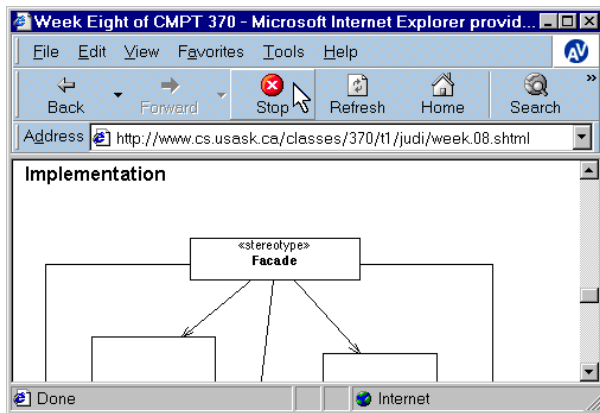 Week Eight of CMPT 370 - Microsoft Internet Explorer provid...
File Edit View Favorites Tools Help
AV
Back Forward Stop Refresh Home Search »
Address http://www.cs.usask.ca/classes/370/t1/judi/week.08.shtml
Implementation
«stereotype»
Facade
Done Internet